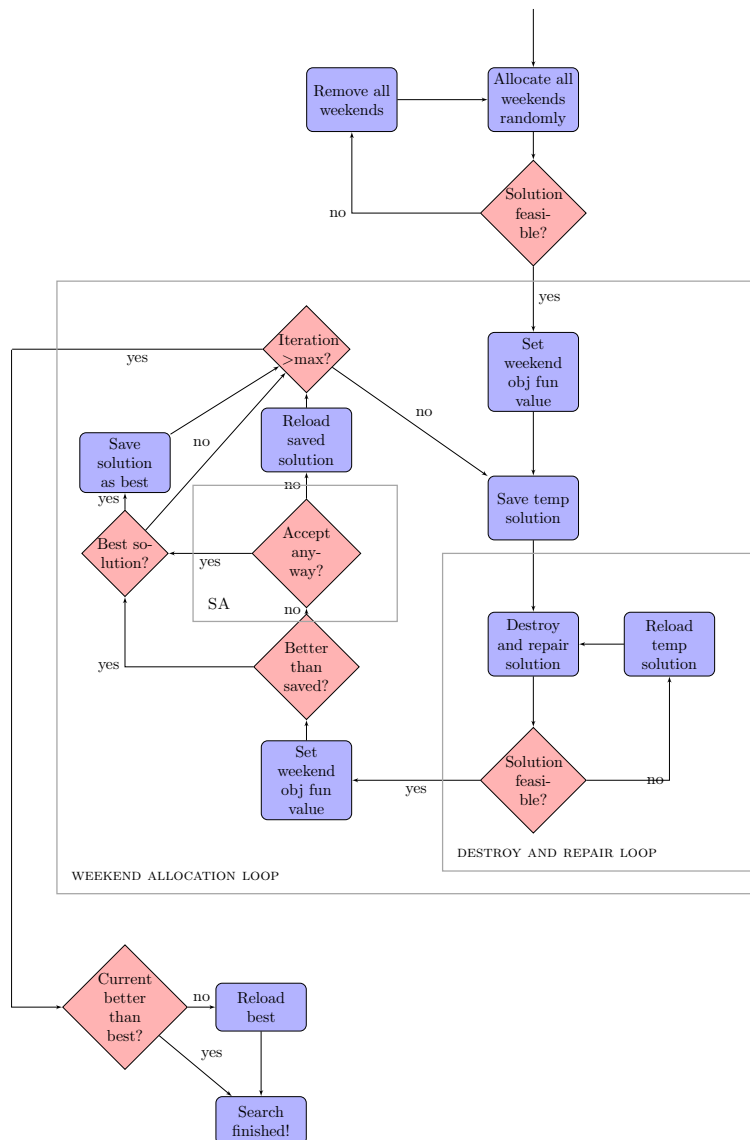 Remove all
weekends
Allocate all
weekends
randomly
Solution
feasi-
ble?
no
yes
Iteration
>max?
yes
Set
weekend
obj fun
value
no
Reload
saved
solution
no
Save
solution
as best
yes
no
Save temp
solution
Best so-
lution?
yes
Accept
any-
way?
SA
no
Better
than
saved?
yes
Destroy
and repair
solution
Reload
temp
solution
Set
weekend
obj fun
value
yes
Solution
feasi-
ble?
no
DESTROY AND REPAIR LOOP
WEEKEND ALLOCATION LOOP
Current
better
than
best?
no
Reload
best
yes
Search
finished!